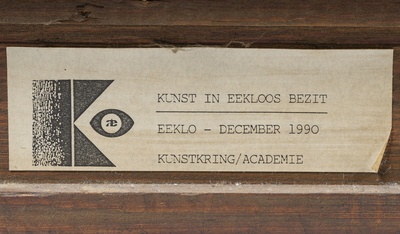 æ
KUNST IN EEKLOOS BEZIT
EEKLO - DECEMBER 1990
KUNSTKRING/ACADEMIE